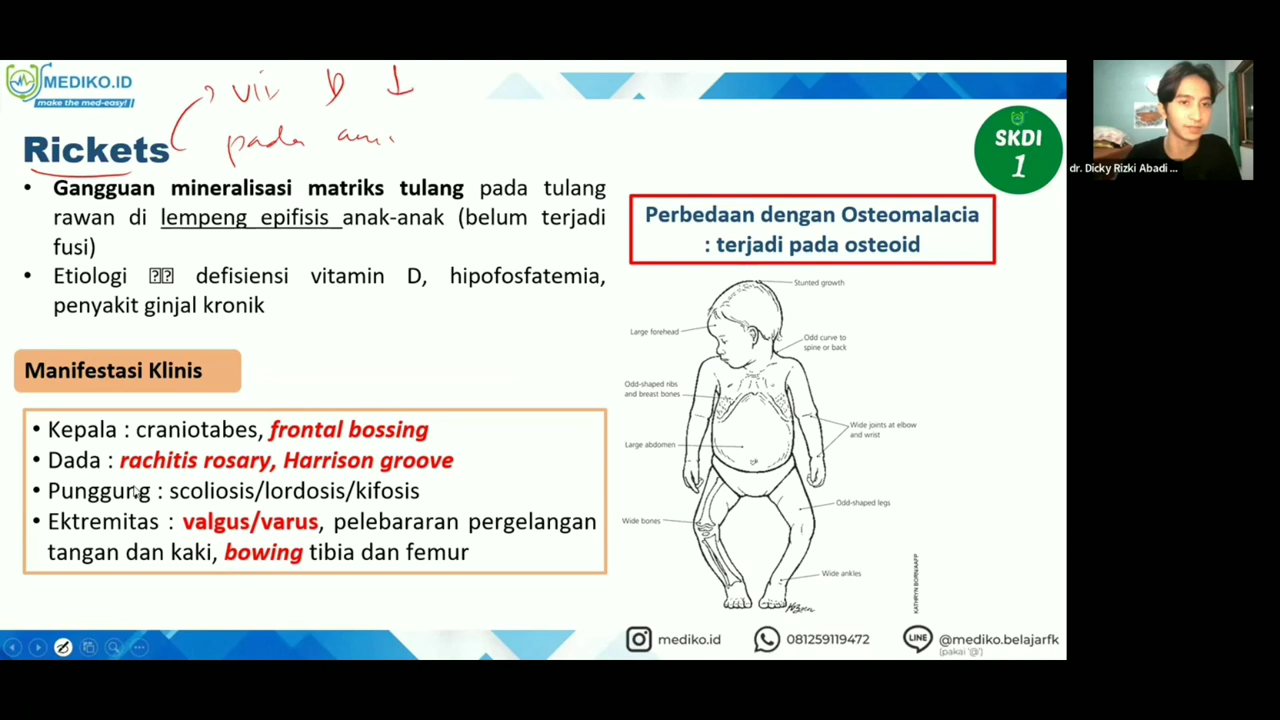 MEDIKO.ID
make the med-easy!
vit D ↓
pada
Rickets
SKDI
1
dr. Dicky Rizki Abadi ...
• Gangguan mineralisasi matriks tulang pada tulang
rawan di lempeng epifisis anak-anak (belum terjadi
fusi)
• Etiologi defisiensi vitamin D, hipofosfatemia,
penyakit ginjal kronik
Manifestasi Klinis
• Kepala : craniotabes, frontal bossing
• Dada : rachitis rosary, Harrison groove
• Punggung : scoliosis/lordosis/kifosis
• Ektremitas : valgus/varus, pelebararan pergelangan
tangan dan kaki, bowing tibia dan femur
Perbedaan dengan Osteomalacia
: terjadi pada osteoid
Stunted growth
Large forehead
Odd curve to
spine or back
Odd-shaped ribs
and breast bones
Wide joints at elbow
and wrist
Large abdomen
Odd-shaped legs
Wide bones
Wide ankles
KATHRYN BORN/AAFP
mediko.id
081259119472
LINE
@mediko.belajarfk
(pakai '@')